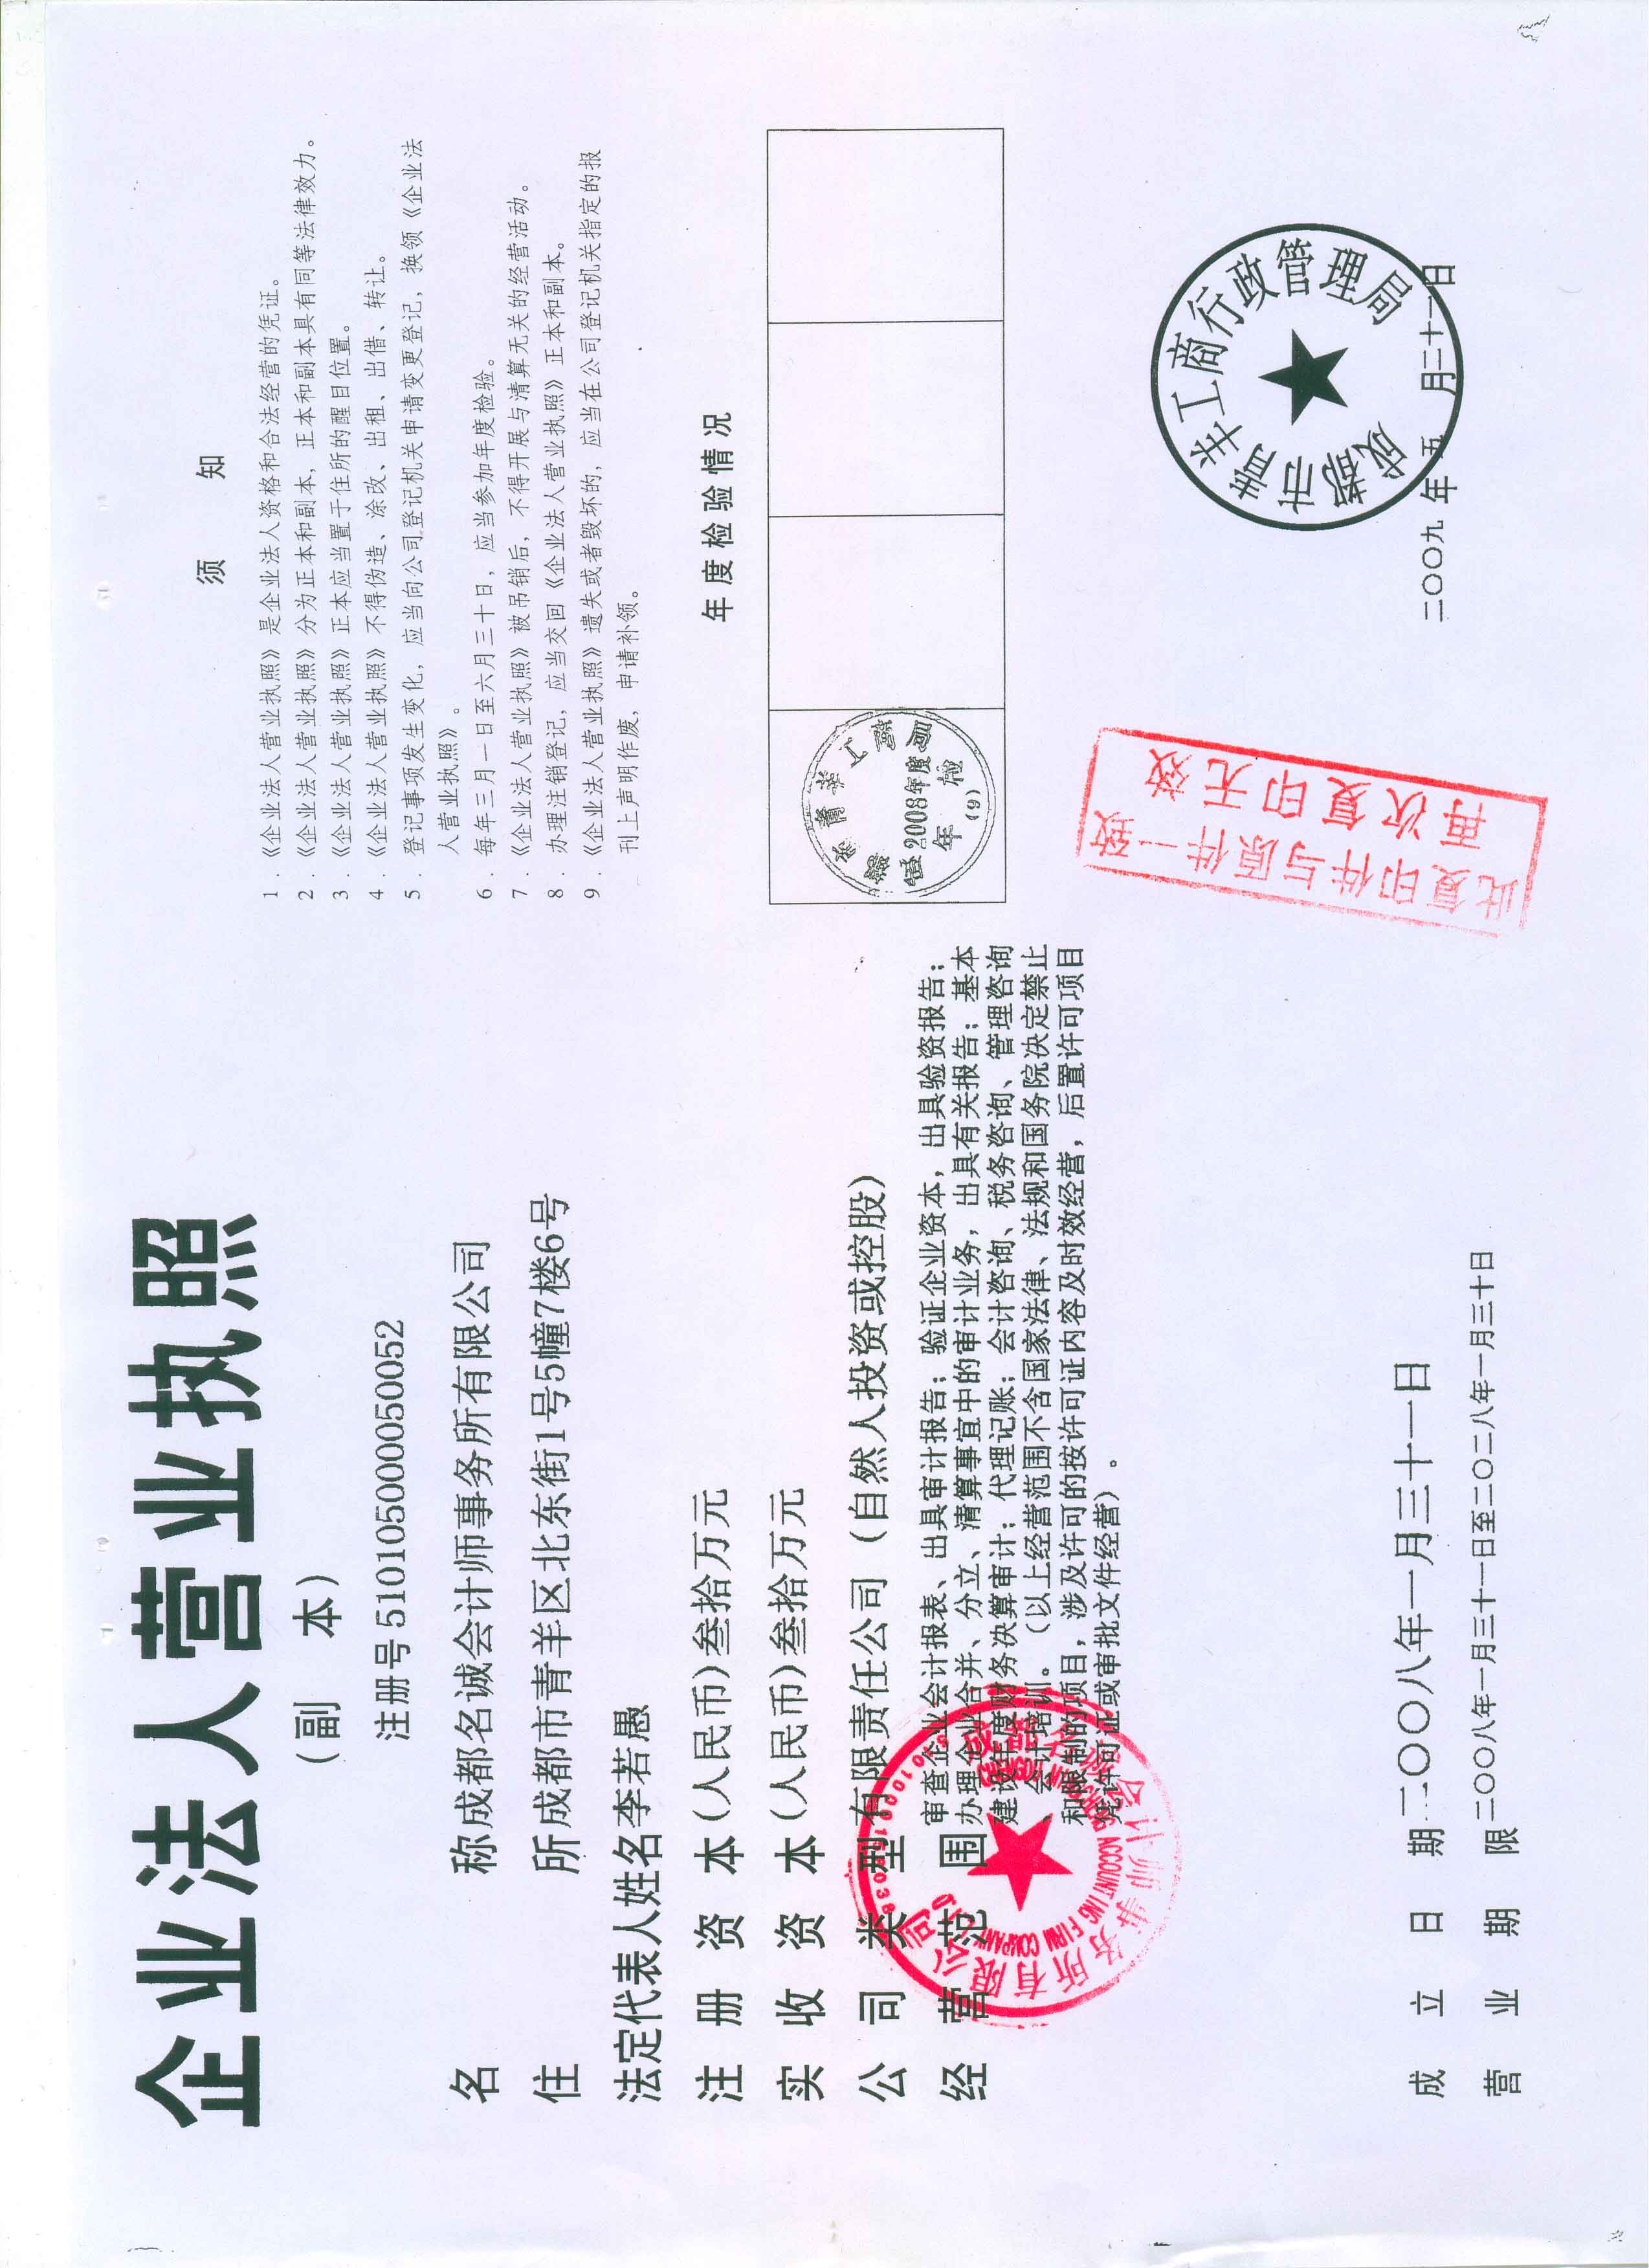 企业法人营业执照
（副 本）
注册号 510105000050052
名 称 成都名诚会计师事务所有限公司
住 所 成都市青羊区北东街1号5幢7楼6号
法定代表人姓名 李若愚
注 册 资 本 (人民币)叁拾万元
实 收 资 本 (人民币)叁拾万元
公 司 类 型 有限责任公司（自然人投资或控股）
经 营 范 围 审查企业会计报表、出具审计报告；验证企业资本，出具验资报告；
办理企业合并、分立、清算事宜中的审计业务，出具有关报告；基本
建设年度财务决算审计；代理记账；会计咨询、税务咨询、管理咨询
、会计培训。（以上经营范围不含国家法律、法规和国务院决定禁止
和限制的项目，涉及许可的按许可证内容及时效经营，后置许可项目
凭许可证或审批文件经营）。
成 立 日 期 二〇〇八年一月三十一日
营 业 期 限 二〇〇八年一月三十一日至二〇二八年一月三十日
须 知
1．《企业法人营业执照》是企业法人资格和合法经营的凭证。
2．《企业法人营业执照》分为正本和副本，正本和副本具有同等法律效力。
3．《企业法人营业执照》正本应当置于住所的醒目位置。
4．《企业法人营业执照》不得伪造、涂改、出租、出借、转让。
5．登记事项发生变化，应当向公司登记机关申请变更登记，换领《企业法
人营业执照》。
6．每年三月一日至六月三十日，应当参加年度检验。
7．《企业法人营业执照》被吊销后，不得开展与清算无关的经营活动。
8．办理注销登记，应当交回《企业法人营业执照》正本和副本。
9．《企业法人营业执照》遗失或者毁坏的，应当在公司登记机关指定的报
刊上声明作废，申请补领。
年度检验情况
2008年度
年 检
(9)
此复印件与原件一致
再次复印无效
成都市青羊工商行政管理局
二〇〇九年五月二十一日
会计师事务所有限公司
ACCOUNTING FIRM COMPANY